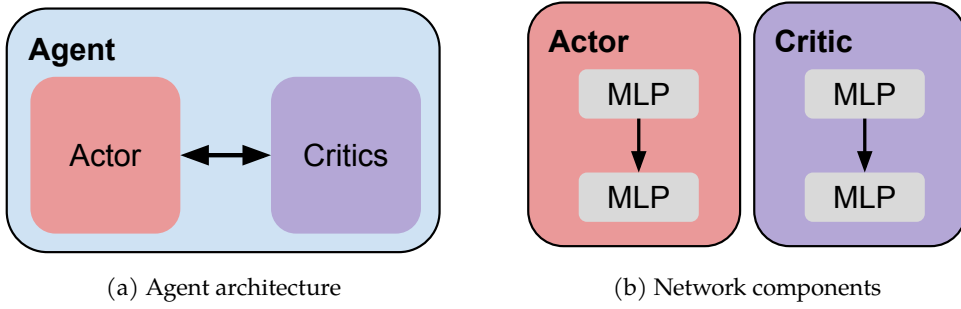 Agent
Actor
Critics
(a) Agent architecture
Actor
MLP
MLP
Critic
MLP
MLP
(b) Network components